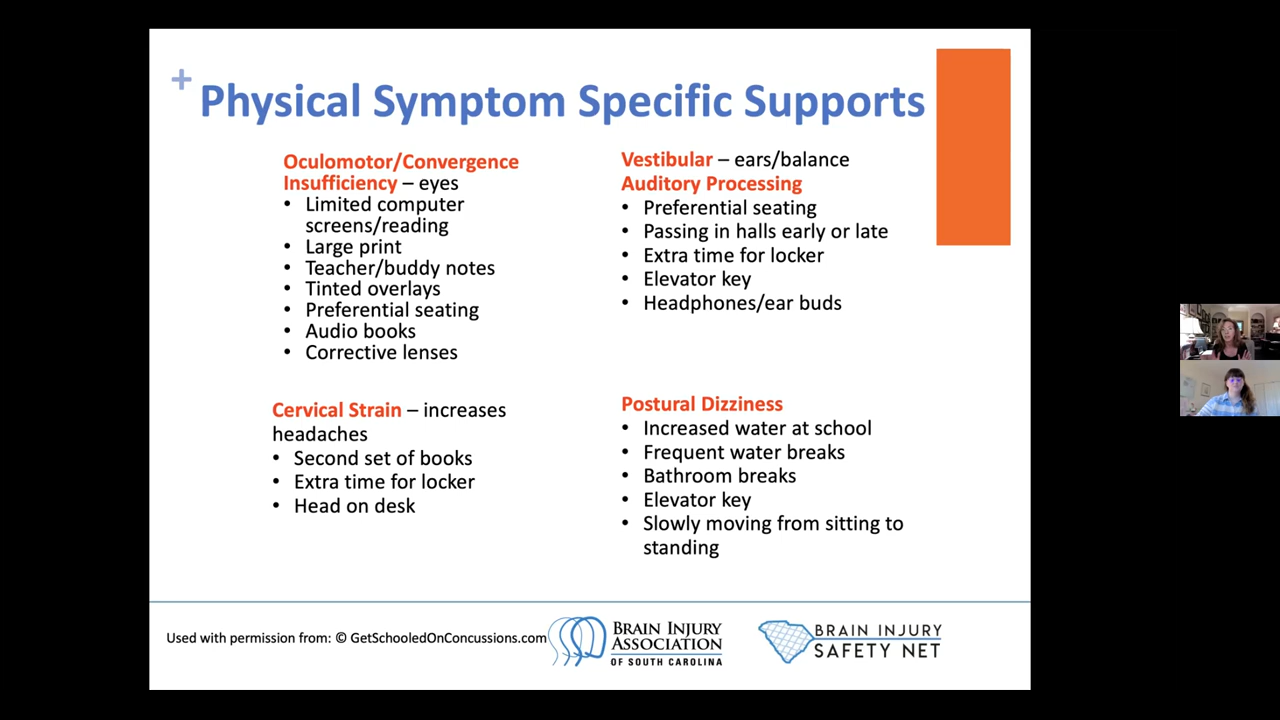 +
Physical Symptom Specific Supports
Oculomotor/Convergence
Insufficiency – eyes
• Limited computer
screens/reading
• Large print
• Teacher/buddy notes
• Tinted overlays
• Preferential seating
• Audio books
• Corrective lenses
Vestibular – ears/balance
Auditory Processing
• Preferential seating
• Passing in halls early or late
• Extra time for locker
• Elevator key
• Headphones/ear buds
Cervical Strain – increases
headaches
• Second set of books
• Extra time for locker
• Head on desk
Postural Dizziness
• Increased water at school
• Frequent water breaks
• Bathroom breaks
• Elevator key
• Slowly moving from sitting to
standing
Used with permission from: © GetSchooledOnConcussions.com
BRAIN INJURY
ASSOCIATION
OF SOUTH CAROLINA
BRAIN INJURY
SAFETY NET